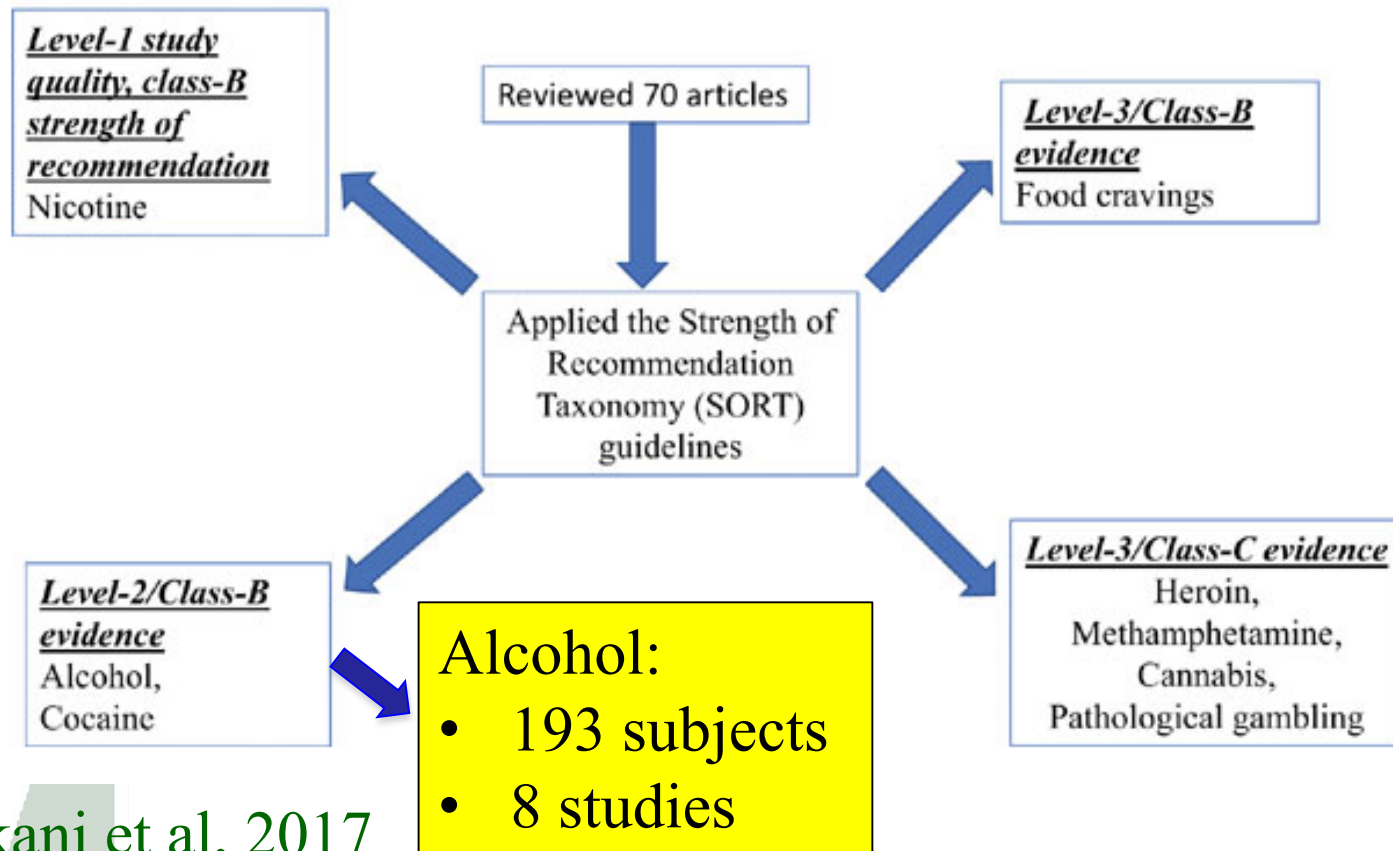 Level-1 study
quality, class-B
strength of
recommendation
Nicotine
Reviewed 70 articles
Level-3/Class-B
evidence
Food cravings
Applied the Strength of
Recommendation
Taxonomy (SORT)
guidelines
Level-2/Class-B
evidence
Alcohol,
Cocaine
Alcohol:
• 193 subjects
• 8 studies
Level-3/Class-C evidence
Heroin,
Methamphetamine,
Cannabis,
Pathological gambling
et al. 2017